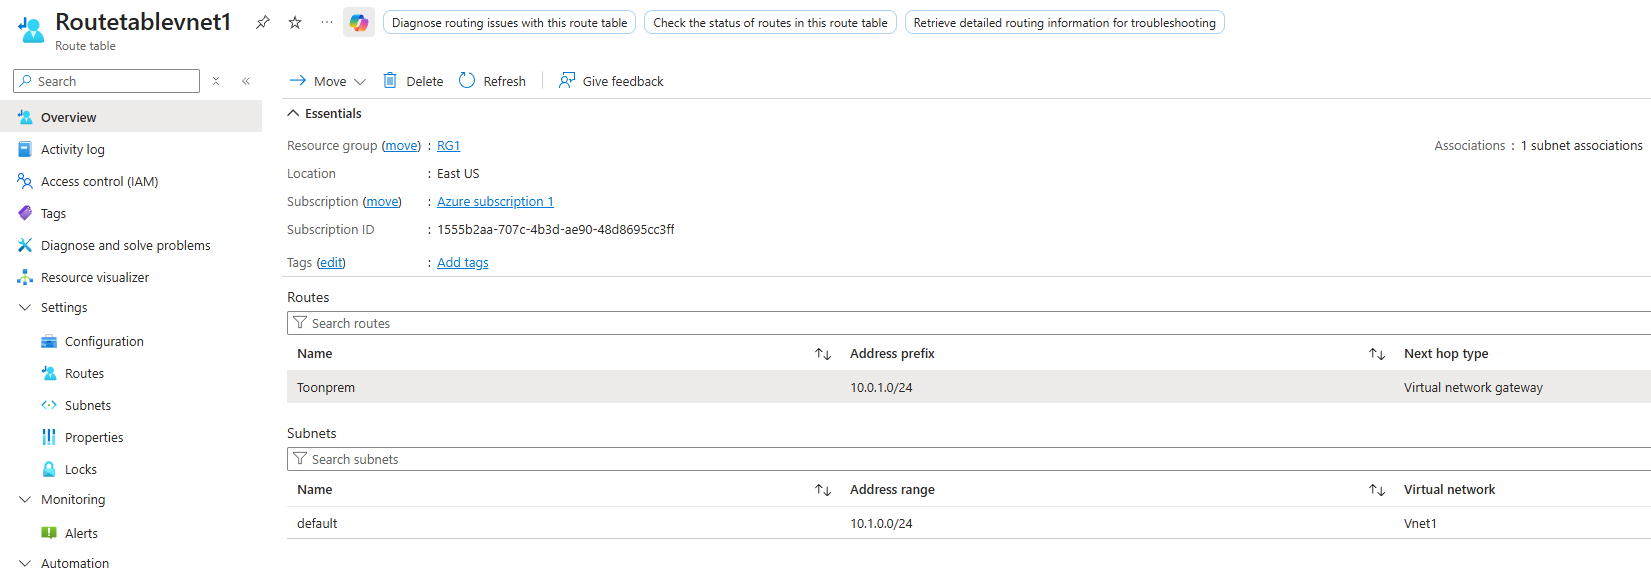 Routetablevnet1
Route table
Diagnose routing issues with this route table
Check the status of routes in this route table
Retrieve detailed routing information for troubleshooting
Search
Overview
Activity log
Access control (IAM)
Tags
Diagnose and solve problems
Resource visualizer
Settings
Configuration
Routes
Subnets
Properties
Locks
Monitoring
Alerts
Automation
Move Delete Refresh Give feedback
Essentials
Resource group (move) : RG1
Location : East US
Subscription (move) : Azure subscription 1
Subscription ID : 1555b2aa-707c-4b3d-ae90-48d8695cc3ff
Tags (edit) : Add tags
Associations : 1 subnet associations
Routes
Search routes
Name Address prefix Next hop type
Toonprem 10.0.1.0/24 Virtual network gateway
Subnets
Search subnets
Name Address range Virtual network
default 10.1.0.0/24 Vnet1